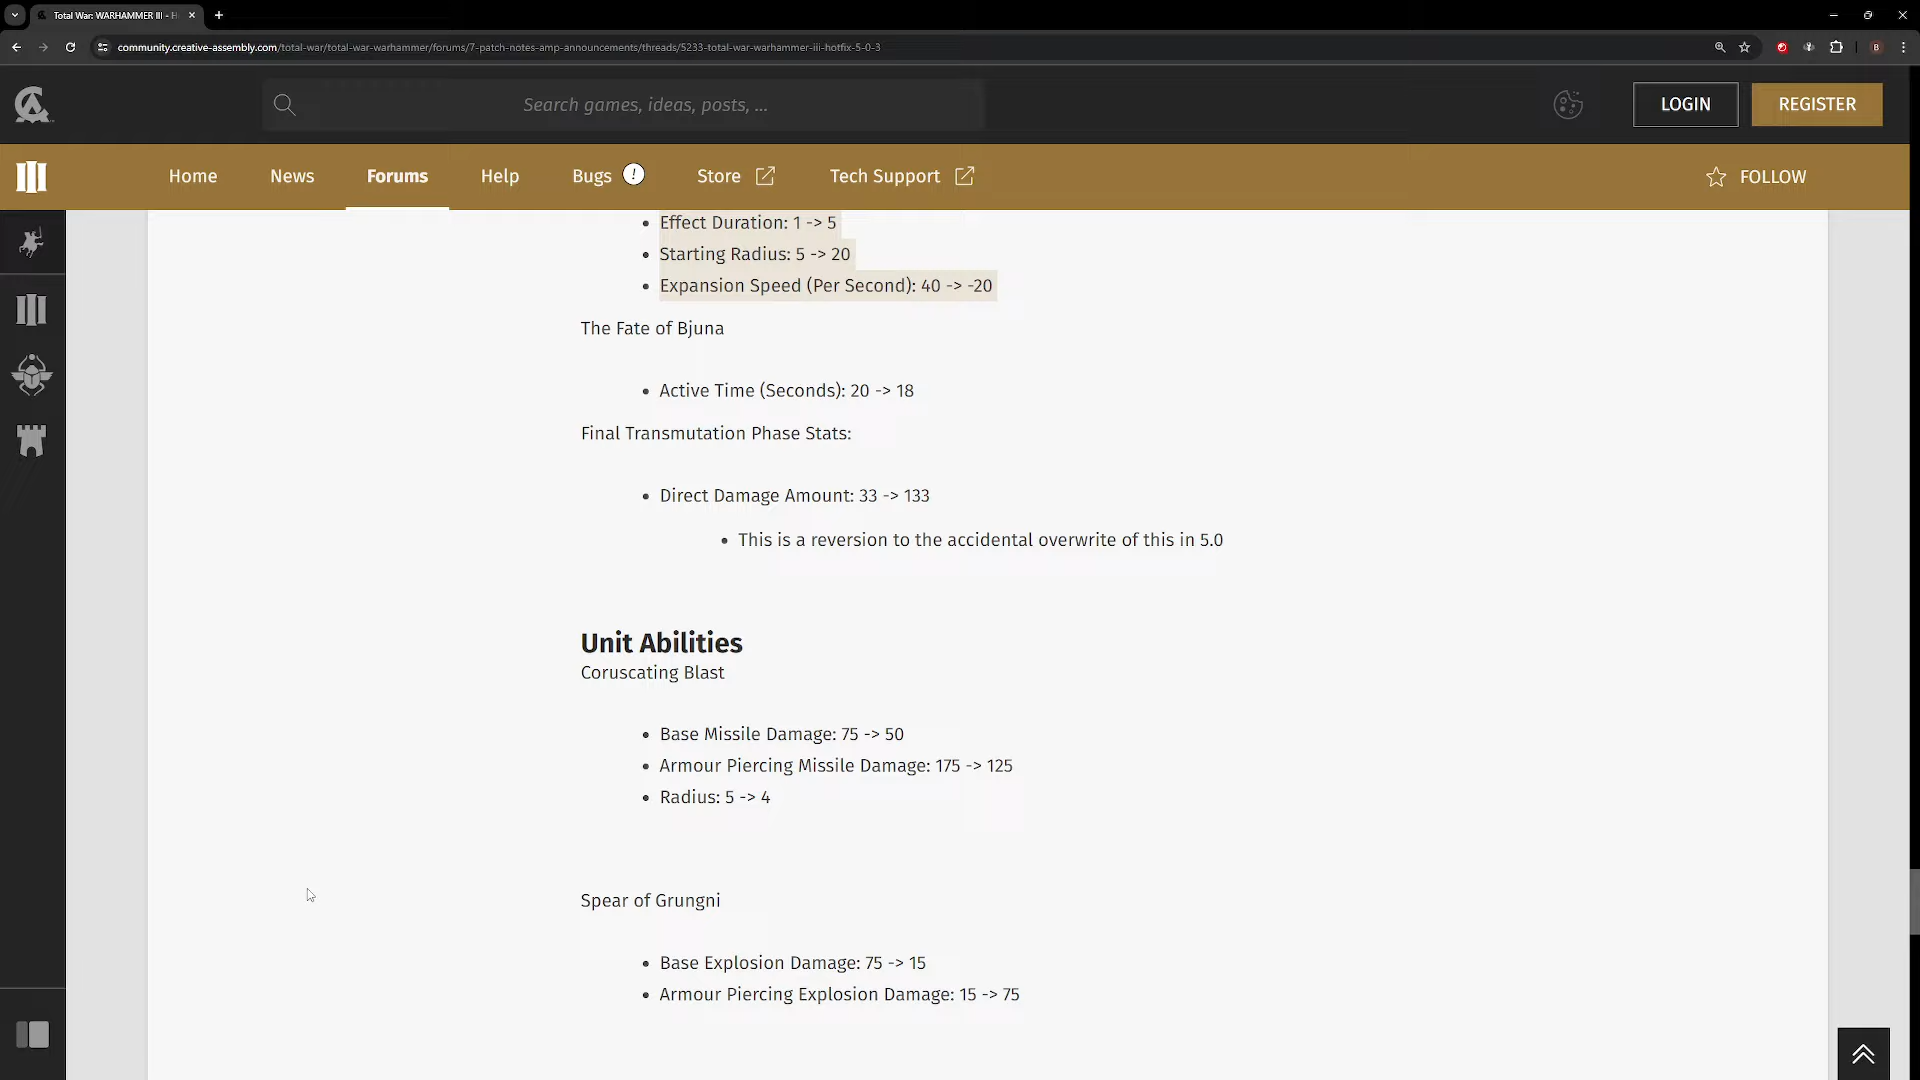 Total War: WARHAMMER III - H
community.creative-assembly.com/total-war/total-war-warhammer/forums/7-patch-notes-amp-announcements/threads/5233-total-war-warhammer-iii-hotfix-5-0-3
B
Search games, ideas, posts, ...
LOGIN
REGISTER
Home
News
Forums
Help
Bugs
!
Store
Tech Support
FOLLOW
• Effect Duration: 1 -> 5
• Starting Radius: 5 -> 20
• Expansion Speed (Per Second): 40 -> -20
The Fate of Bjuna
• Active Time (Seconds): 20 -> 18
Final Transmutation Phase Stats:
• Direct Damage Amount: 33 -> 133
• This is a reversion to the accidental overwrite of this in 5.0
Unit Abilities
Coruscating Blast
• Base Missile Damage: 75 -> 50
• Armour Piercing Missile Damage: 175 -> 125
• Radius: 5 -> 4
Spear of Grungni
• Base Explosion Damage: 75 -> 15
• Armour Piercing Explosion Damage: 15 -> 75